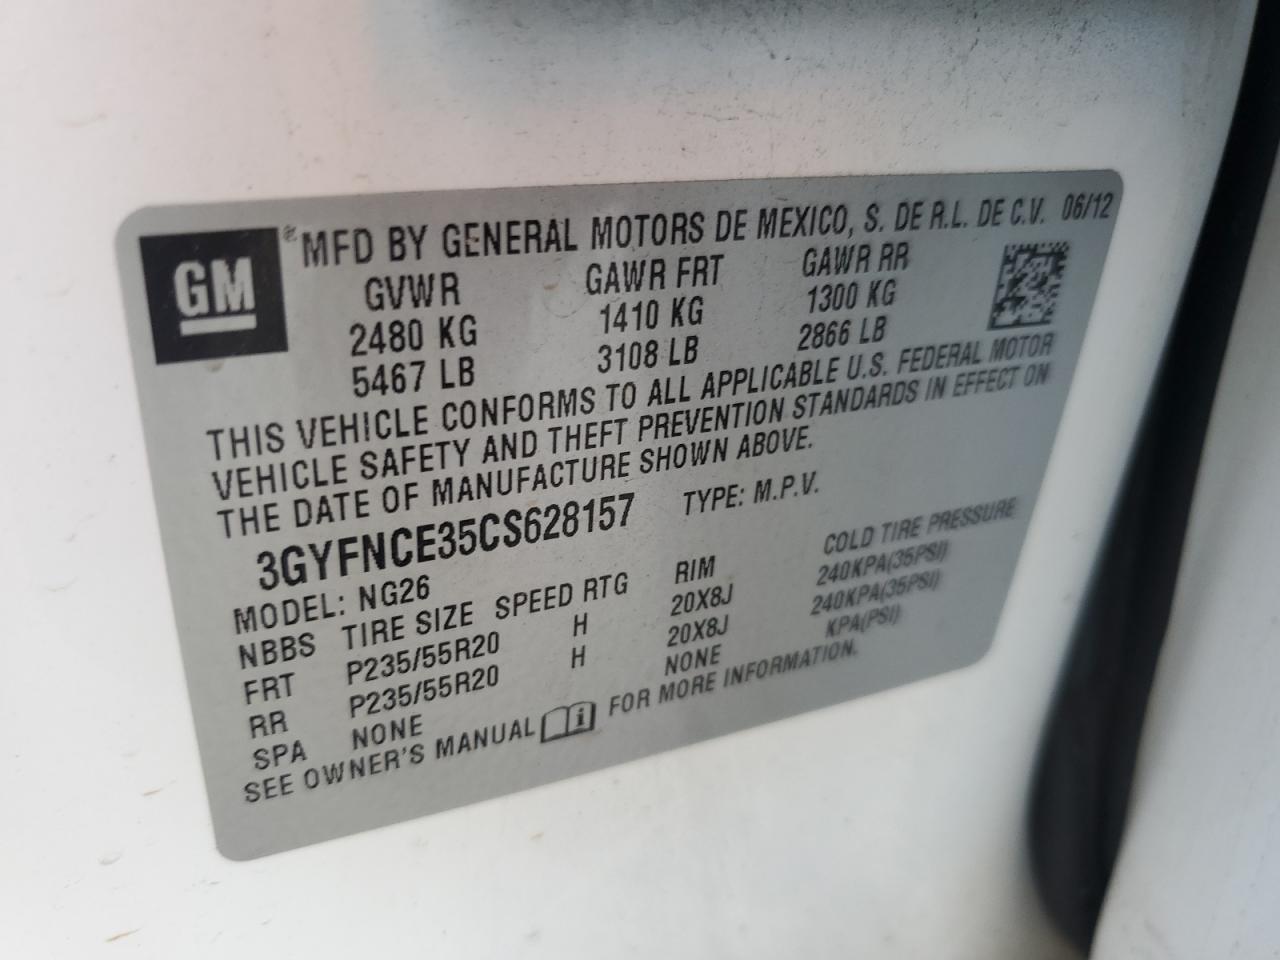 GM
MFD BY GENERAL MOTORS DE MEXICO, S. DE R.L. DE C.V. 06/12
GVWR GAWR FRT GAWR RR
2480 KG 1410 KG 1300 KG
5467 LB 3108 LB 2866 LB
THIS VEHICLE CONFORMS TO ALL APPLICABLE U.S. FEDERAL MOTOR
VEHICLE SAFETY AND THEFT PREVENTION STANDARDS IN EFFECT ON
THE DATE OF MANUFACTURE SHOWN ABOVE.
3GYFNCE35CS628157 TYPE: M.P.V.
MODEL: NG26
NBBS TIRE SIZE SPEED RTG RIM COLD TIRE PRESSURE
FRT P235/55R20 H 20X8J 240KPA(35PSI)
RR P235/55R20 H 20X8J 240KPA(35PSI)
SPA NONE NONE KPA(PSI)
SEE OWNER'S MANUAL FOR MORE INFORMATION.